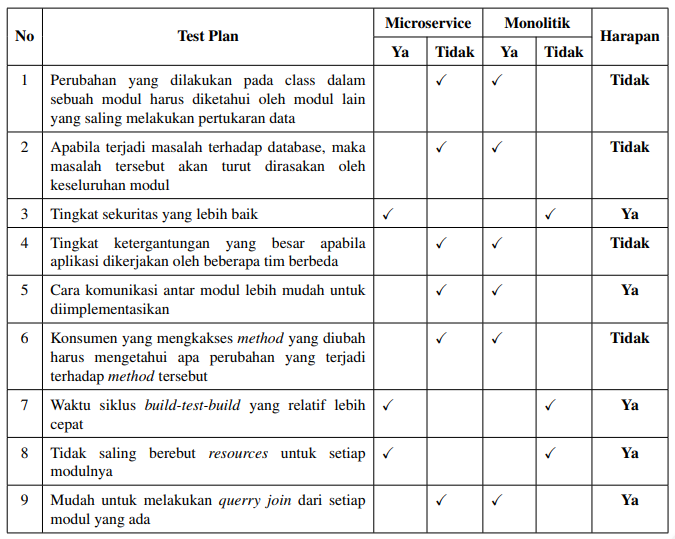 No Test Plan Microservice Monolitik Harapan
Ya Tidak Ya Tidak
1 Perubahan yang dilakukan pada class dalam ✓ ✓ Tidak
sebuah modul harus diketahui oleh modul lain
yang saling melakukan pertukaran data
2 Apabila terjadi masalah terhadap database, maka ✓ ✓ Tidak
masalah tersebut akan turut dirasakan oleh
keseluruhan modul
3 Tingkat sekuritas yang lebih baik ✓ ✓ Ya
4 Tingkat ketergantungan yang besar apabila ✓ ✓ Tidak
aplikasi dikerjakan oleh beberapa tim berbeda
5 Cara komunikasi antar modul lebih mudah untuk ✓ ✓ Ya
diimplementasikan
6 Konsumen yang mengkakses method yang diubah ✓ ✓ Tidak
harus mengetahui apa perubahan yang terjadi
terhadap method tersebut
7 Waktu siklus build-test-build yang relatif lebih ✓ ✓ Ya
cepat
8 Tidak saling berebut resources untuk setiap ✓ ✓ Ya
modulnya
9 Mudah untuk melakukan querry join dari setiap ✓ ✓ Ya
modul yang ada